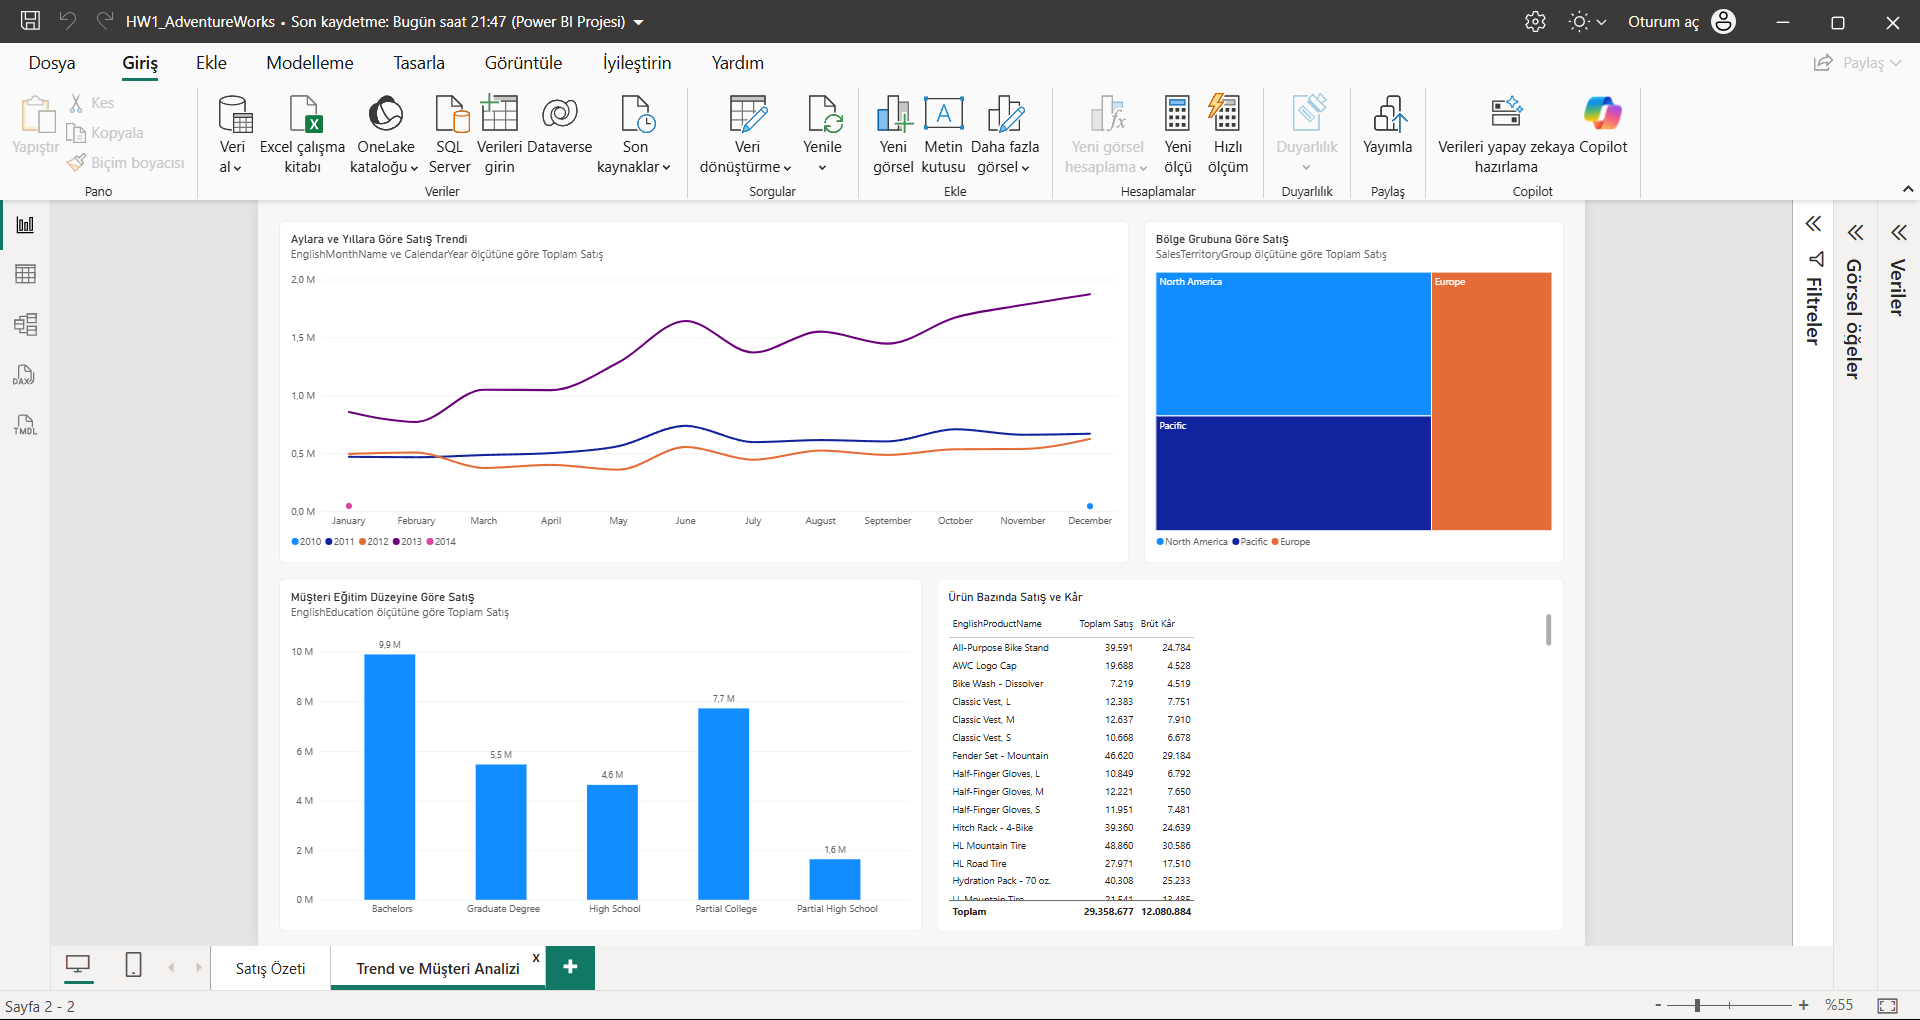 HW1_AdventureWorks • Son kaydetme: Bugün saat 21:47 (Power BI Projesi)
Oturum aç
Dosya Giriş Ekle Modelleme Tasarla Görüntüle İyileştirin Yardım
Paylaş
Yapıştır
Kes
Kopyala
Biçim boyacısı
Pano
Veri al
Excel çalışma kitabı
OneLake kataloğu
SQL Server
Verileri girin
Dataverse
Son kaynaklar
Veriler
Veri dönüştürme
Yenile
Sorgular
Yeni görsel
Metin kutusu
A
Daha fazla görsel
Ekle
Yeni görsel hesaplama
Yeni ölçü
Hızlı ölçüm
Hesaplamalar
Duyarlılık
Duyarlılık
Yayımla
Paylaş
Verileri yapay zekaya hazırlama
Copilot
Copilot
DAX
TMDL
Aylara ve Yıllara Göre Satış Trendi
EnglishMonthName ve CalendarYear ölçütüne göre Toplam Satış
2,0 M
1,5 M
1,0 M
0,5 M
0,0 M
January February March April May June July August September October November December
2010 2011 2012 2013 2014
Bölge Grubuna Göre Satış
SalesTerritoryGroup ölçütüne göre Toplam Satış
North America
Europe
Pacific
North America Pacific Europe
Filtreler
Görsel öğeler
Veriler
Müşteri Eğitim Düzeyine Göre Satış
EnglishEducation ölçütüne göre Toplam Satış
10 M
8 M
6 M
4 M
2 M
0 M
9,9 M
5,5 M
4,6 M
7,7 M
1,6 M
Bachelors Graduate Degree High School Partial College Partial High School
Ürün Bazında Satış ve Kâr
EnglishProductName Toplam Satış Brüt Kâr
All-Purpose Bike Stand 39.591 24.784
AWC Logo Cap 19.688 4.528
Bike Wash - Dissolver 7.219 4.519
Classic Vest, L 12.383 7.751
Classic Vest, M 12.637 7.910
Classic Vest, S 10.668 6.678
Fender Set - Mountain 46.620 29.184
Half-Finger Gloves, L 10.849 6.792
Half-Finger Gloves, M 12.221 7.650
Half-Finger Gloves, S 11.951 7.481
Hitch Rack - 4-Bike 39.360 24.639
HL Mountain Tire 48.860 30.586
HL Road Tire 27.971 17.510
Hydration Pack - 70 oz. 40.308 25.233
LL Mountain Tire 21.541 13.485
Toplam 29.358.677 12.080.884
Satış Özeti
Trend ve Müşteri Analizi
x
Sayfa 2 - 2
%55